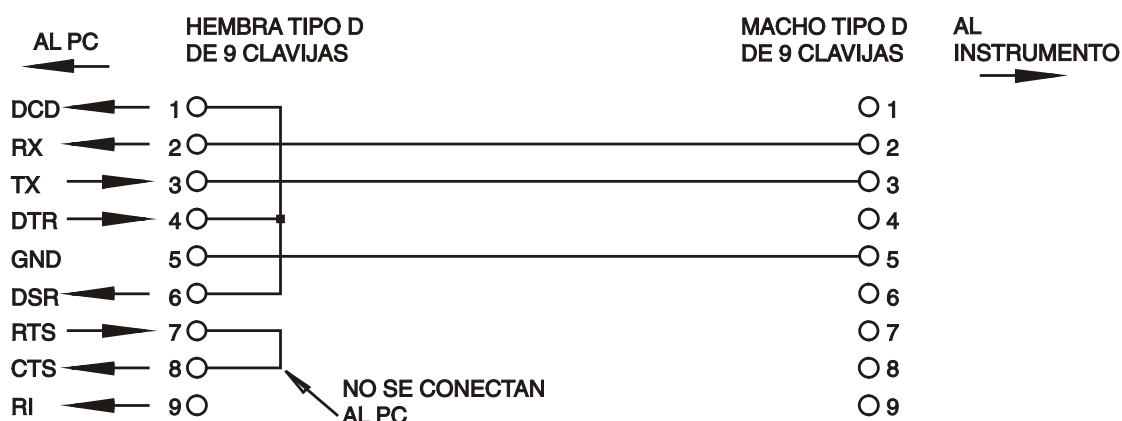 AL PC
HEMBRA TIPO D
DE 9 CLAVIJAS
MACHO TIPO D
DE 9 CLAVIJAS
AL
INSTRUMENTO
DCD 1 1
RX 2 2
TX 3 3
DTR 4 4
GND 5 5
DSR 6 6
RTS 7 7
CTS 8 8
RI 9 9
NO SE CONECTAN
AL PC